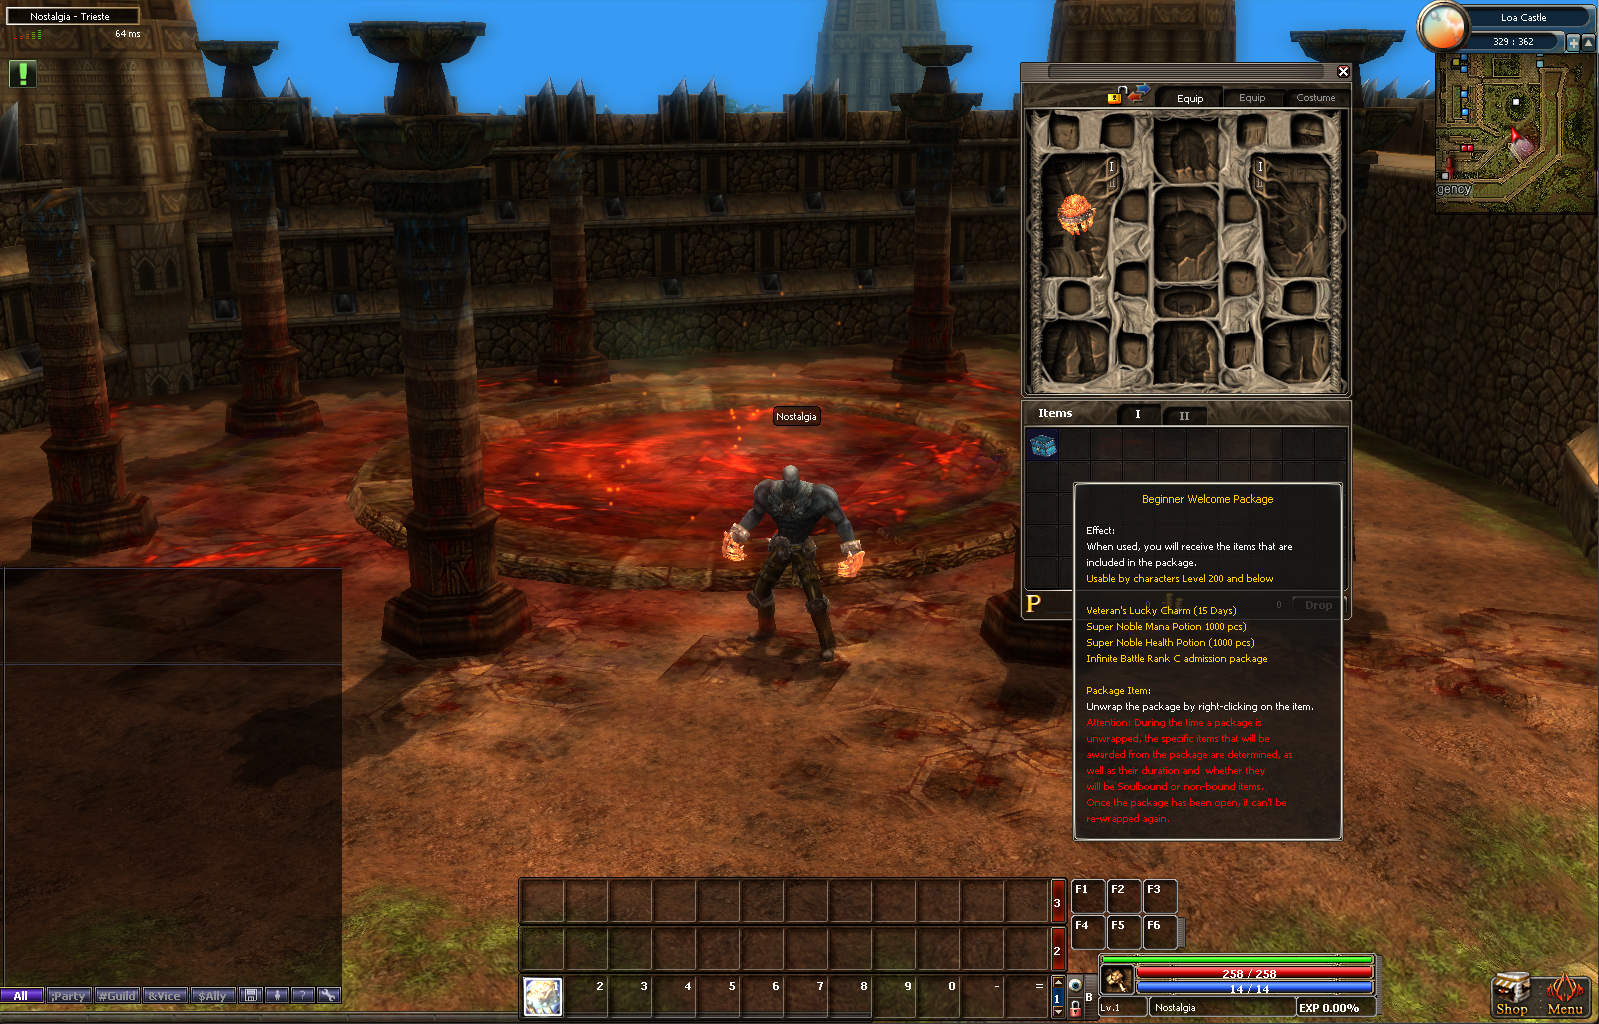 Nostalgia - Trieste
64 ms
Loa Castle
329 : 362
gency
Equip
Equip
Costume
I
II
I
II
Items
I
II
Nostalgia
Beginner Welcome Package
Effect:
When used, you will receive the items that are
included in the package.
Usable by characters Level 200 and below
P
0
Drop
Veteran's Lucky Charm (15 Days)
Super Noble Mana Potion 1000 pcs)
Super Noble Health Potion (1000 pcs)
Infinite Battle Rank C admission package
Package Item:
Unwrap the package by right-clicking on the item.
Attention: During the time a package is
unwrapped, the specific items that will be
awarded from the package are determined, as
well as their duration and  whether they
will be Soulbound or non-bound items.
Once the package has been open, it can't be
re-wrapped again.
3
F1 F2 F3
2
F4 F5 F6
1 2 3 4 5 6 7 8 9 0 - =
1
B
258 / 258
14 / 14
Lv.1
Nostalgia
EXP 0.00%
All
;Party
#Guild
&Vice
$Ally
?
Shop
Menu